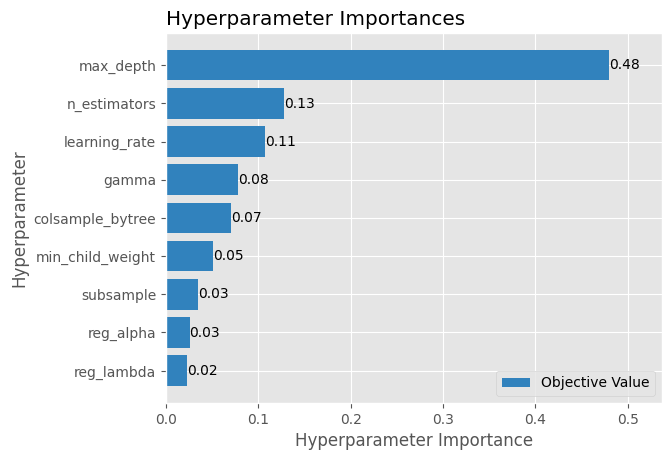 Hyperparameter Importances
Hyperparameter
max_depth 0.48
n_estimators 0.13
learning_rate 0.11
gamma 0.08
colsample_bytree 0.07
min_child_weight 0.05
subsample 0.03
reg_alpha 0.03
reg_lambda 0.02
Objective Value
0.0 0.1 0.2 0.3 0.4 0.5
Hyperparameter Importance